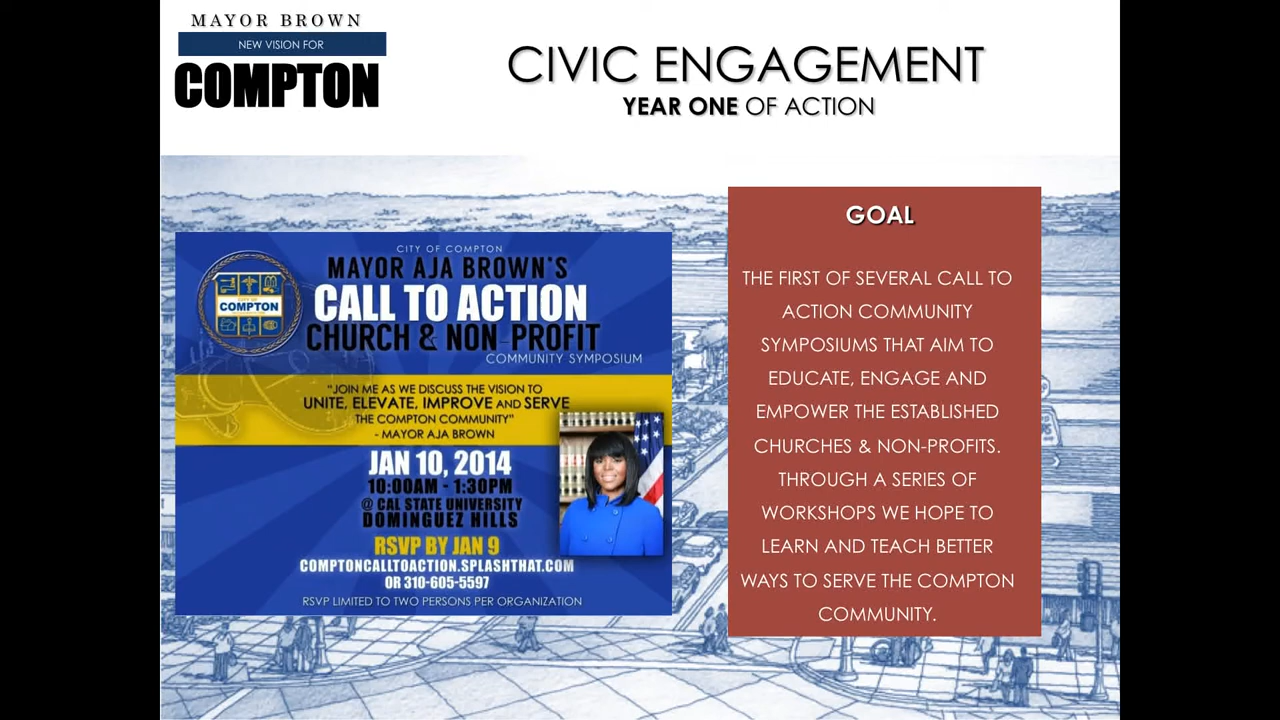 MAYOR BROWN
NEW VISION FOR
COMPTON
CIVIC ENGAGEMENT
YEAR ONE OF ACTION
CITY OF COMPTON
MAYOR AJA BROWN'S
CALL TO ACTION
CHURCH & NON-PROFIT
COMMUNITY SYMPOSIUM
CITY OF
COMPTON
"JOIN ME AS WE DISCUSS THE VISION TO
UNITE, ELEVATE, IMPROVE AND SERVE
THE COMPTON COMMUNITY"
- MAYOR AJA BROWN
JAN 10, 2014
10:00AM - 1:30PM
@ CAL STATE UNIVERSITY
DOMINGUEZ HILLS
RSVP BY JAN 9
COMPTONCALLTOACTION.SPLASHTHAT.COM
OR 310-605-5597
RSVP LIMITED TO TWO PERSONS PER ORGANIZATION
GOAL
THE FIRST OF SEVERAL CALL TO
ACTION COMMUNITY
SYMPOSIUMS THAT AIM TO
EDUCATE, ENGAGE AND
EMPOWER THE ESTABLISHED
CHURCHES & NON-PROFITS.
THROUGH A SERIES OF
WORKSHOPS WE HOPE TO
LEARN AND TEACH BETTER
WAYS TO SERVE THE COMPTON
COMMUNITY.